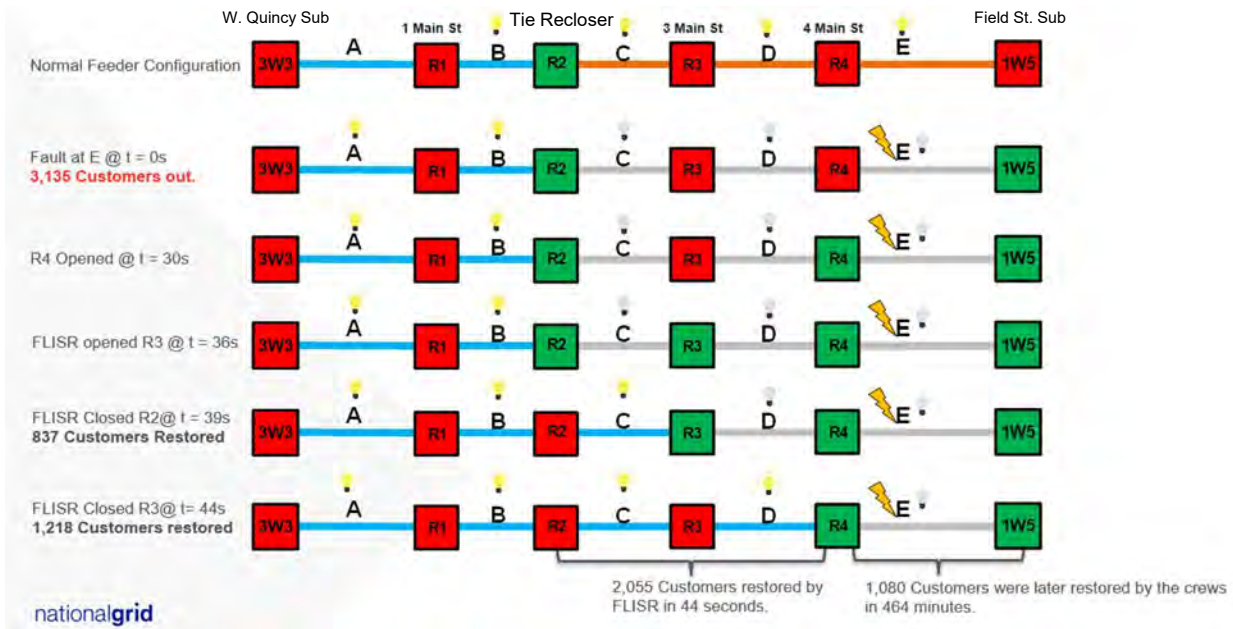 W. Quincy Sub
Tie Recloser
Field St. Sub
1 Main St
3 Main St
4 Main St
Normal Feeder Configuration
3W3 A R1 B R2 C R3 D R4 E 1W5
Fault at E @ t = 0s
3,135 Customers out.
3W3 A R1 B R2 C R3 D R4 E 1W5
R4 Opened @ t = 30s
3W3 A R1 B R2 C R3 D R4 E 1W5
FLISR opened R3 @ t = 36s
3W3 A R1 B R2 C R3 D R4 E 1W5
FLISR Closed R2@ t = 39s
837 Customers Restored
3W3 A R1 B R2 C R3 D R4 E 1W5
FLISR Closed R3@ t= 44s
1,218 Customers restored
3W3 A R1 B R2 C R3 D R4 E 1W5
2,055 Customers restored by
FLISR in 44 seconds.
1,080 Customers were later restored by the crews
in 464 minutes.
nationalgrid